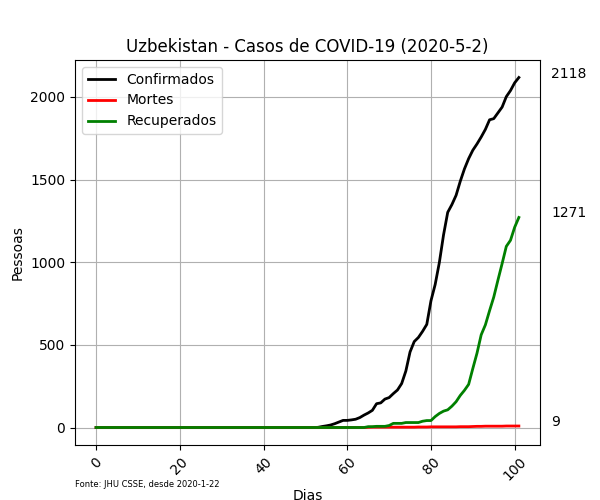 Uzbekistan - Casos de COVID-19 (2020-5-2)
Confirmados
Mortes
Recuperados
2118
1271
9
Pessoas
2000
1500
1000
500
0
0
20
40
60
80
100
Fonte: JHU CSSE, desde 2020-1-22
Dias